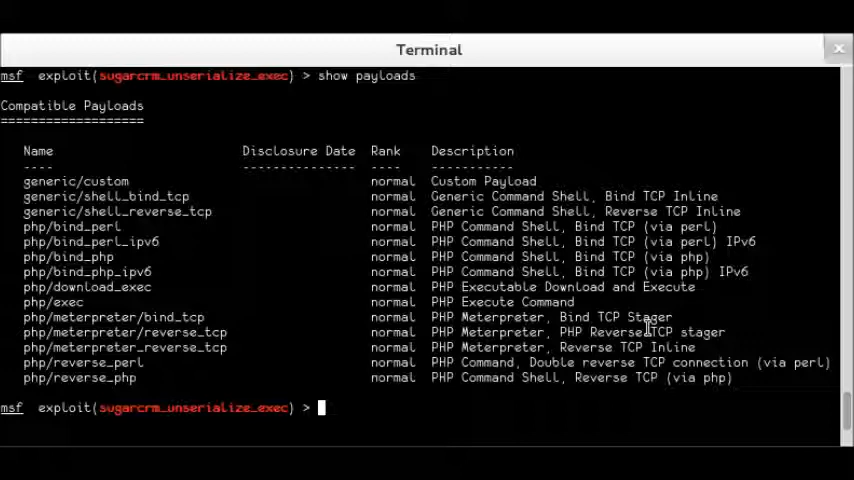 Terminal
msf exploit(sugarcrm_unserialize_exec) > show payloads
Compatible Payloads
===================
Name Disclosure Date Rank Description
---- --------------- ---- -----------
generic/custom normal Custom Payload
generic/shell_bind_tcp normal Generic Command Shell, Bind TCP Inline
generic/shell_reverse_tcp normal Generic Command Shell, Reverse TCP Inline
php/bind_perl normal PHP Command Shell, Bind TCP (via perl)
php/bind_perl_ipv6 normal PHP Command Shell, Bind TCP (via perl) IPv6
php/bind_php normal PHP Command Shell, Bind TCP (via php)
php/bind_php_ipv6 normal PHP Command Shell, Bind TCP (via php) IPv6
php/download_exec normal PHP Executable Download and Execute
php/exec normal PHP Execute Command
php/meterpreter/bind_tcp normal PHP Meterpreter, Bind TCP Stager
php/meterpreter/reverse_tcp normal PHP Meterpreter, PHP Reverse TCP stager
php/meterpreter_reverse_tcp normal PHP Meterpreter, Reverse TCP Inline
php/reverse_perl normal PHP Command, Double reverse TCP connection (via perl)
php/reverse_php normal PHP Command Shell, Reverse TCP (via php)
msf exploit(sugarcrm_unserialize_exec) >